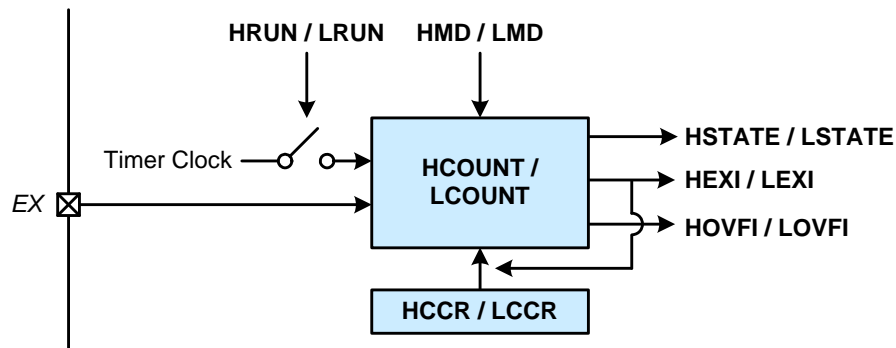 HRUN / LRUN
HMD / LMD
Timer Clock
HCOUNT /
LCOUNT
HSTATE / LSTATE
HEXI / LEXI
EX
HOVFI / LOVFI
HCCR / LCCR